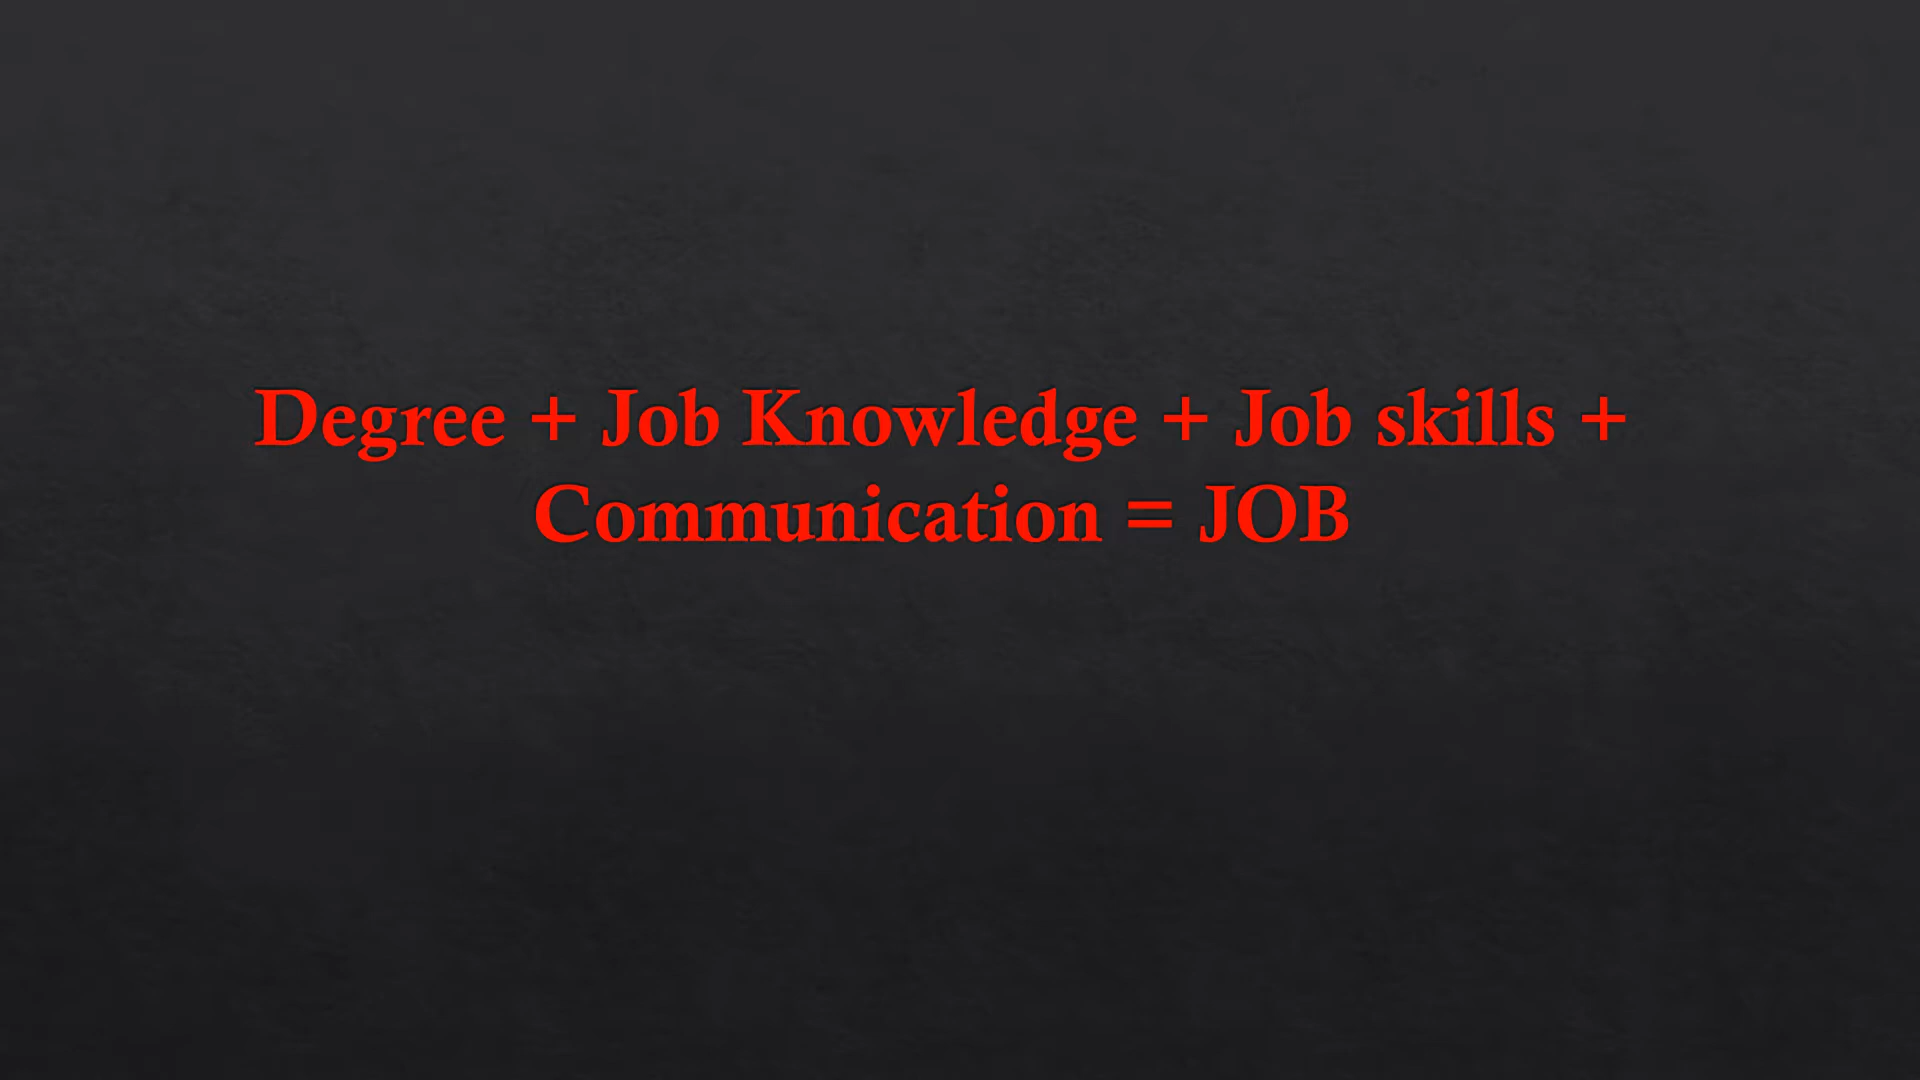 Degree + Job Knowledge + Job skills +
Communication = JOB